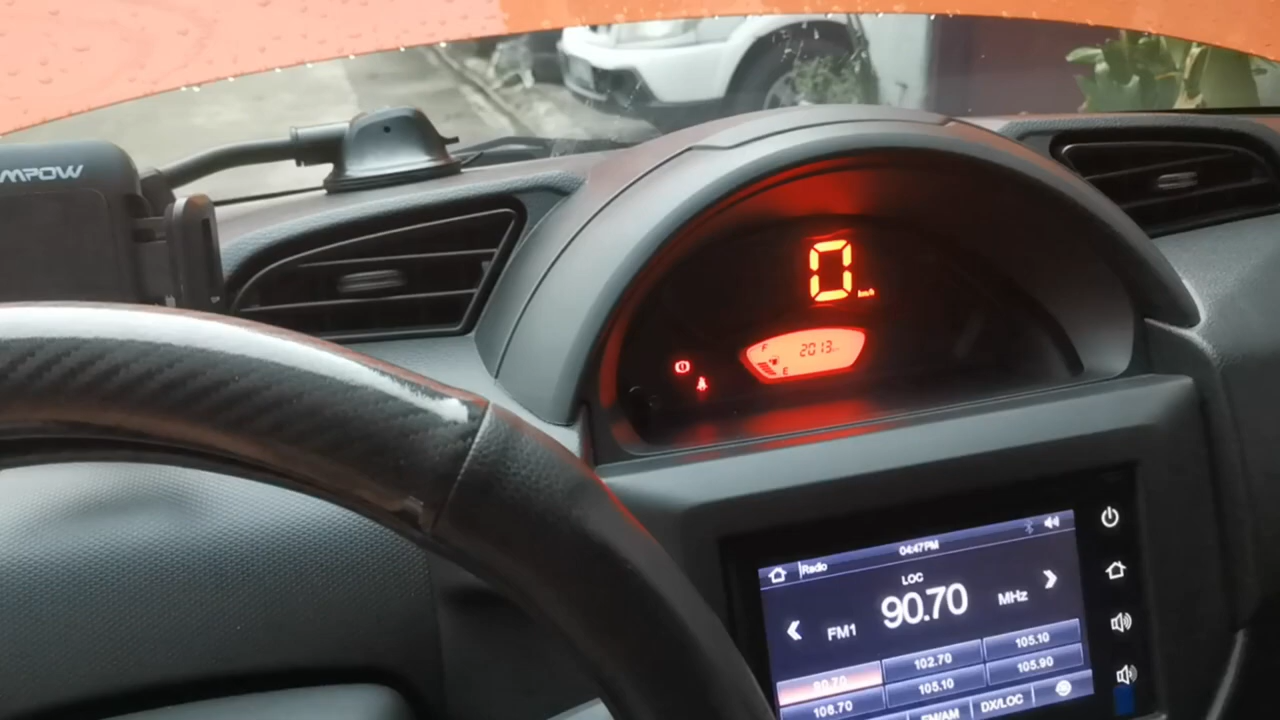 MPOW
0
km/h
F
2013
E
04:47PM
Radio
LOC
90.70
FM1
MHz
90.70
102.70
105.10
106.70
105.10
105.90
FM/AM
DX/LOC